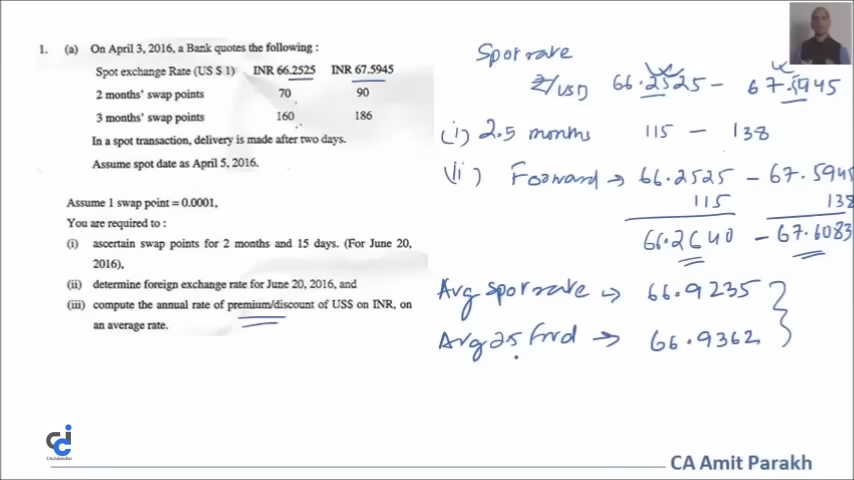 1. (a) On April 3, 2016, a Bank quotes the following :
Spot exchange Rate (US $ 1) INR 66.2525 INR 67.5945
2 months' swap points 70 90
3 months' swap points 160 186
In a spot transaction, delivery is made after two days.
Assume spot date as April 5, 2016.
Assume 1 swap point = 0.0001,
You are required to :
(i) ascertain swap points for 2 months and 15 days. (For June 20,
2016),
(ii) determine foreign exchange rate for June 20, 2016, and
(iii) compute the annual rate of premium/discount of US$ on INR, on
an average rate.
Spot rate
₹/USD 66.2525 - 67.5945
(i) 2.5 months 115 - 138
(ii) Forward → 66.2525 - 67.5945
115 138
66.2640 - 67.6083
Avg spot rate → 66.9235
Avg 2.5 frwd → 66.9362
CA Amit Parakh